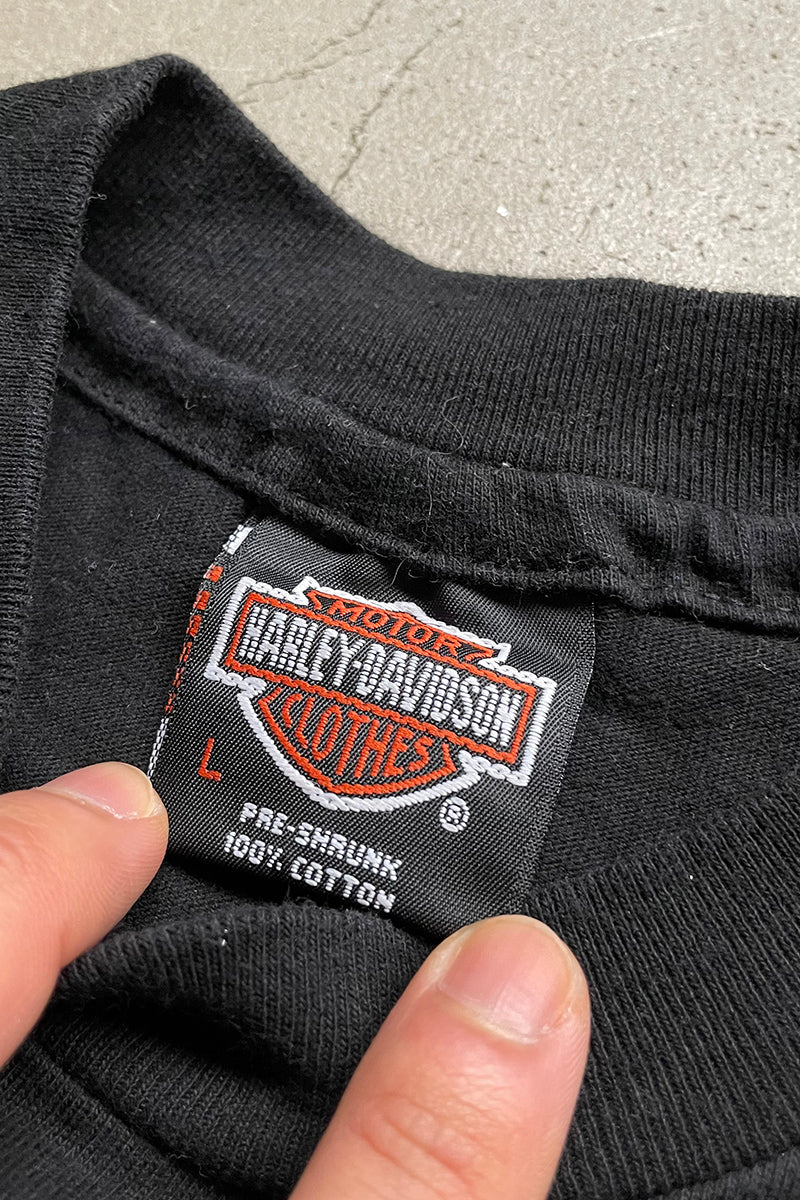 MOTOR
HARLEY-DAVIDSON
CLOTHES
®
L
PRE-SHRUNK
100% COTTON